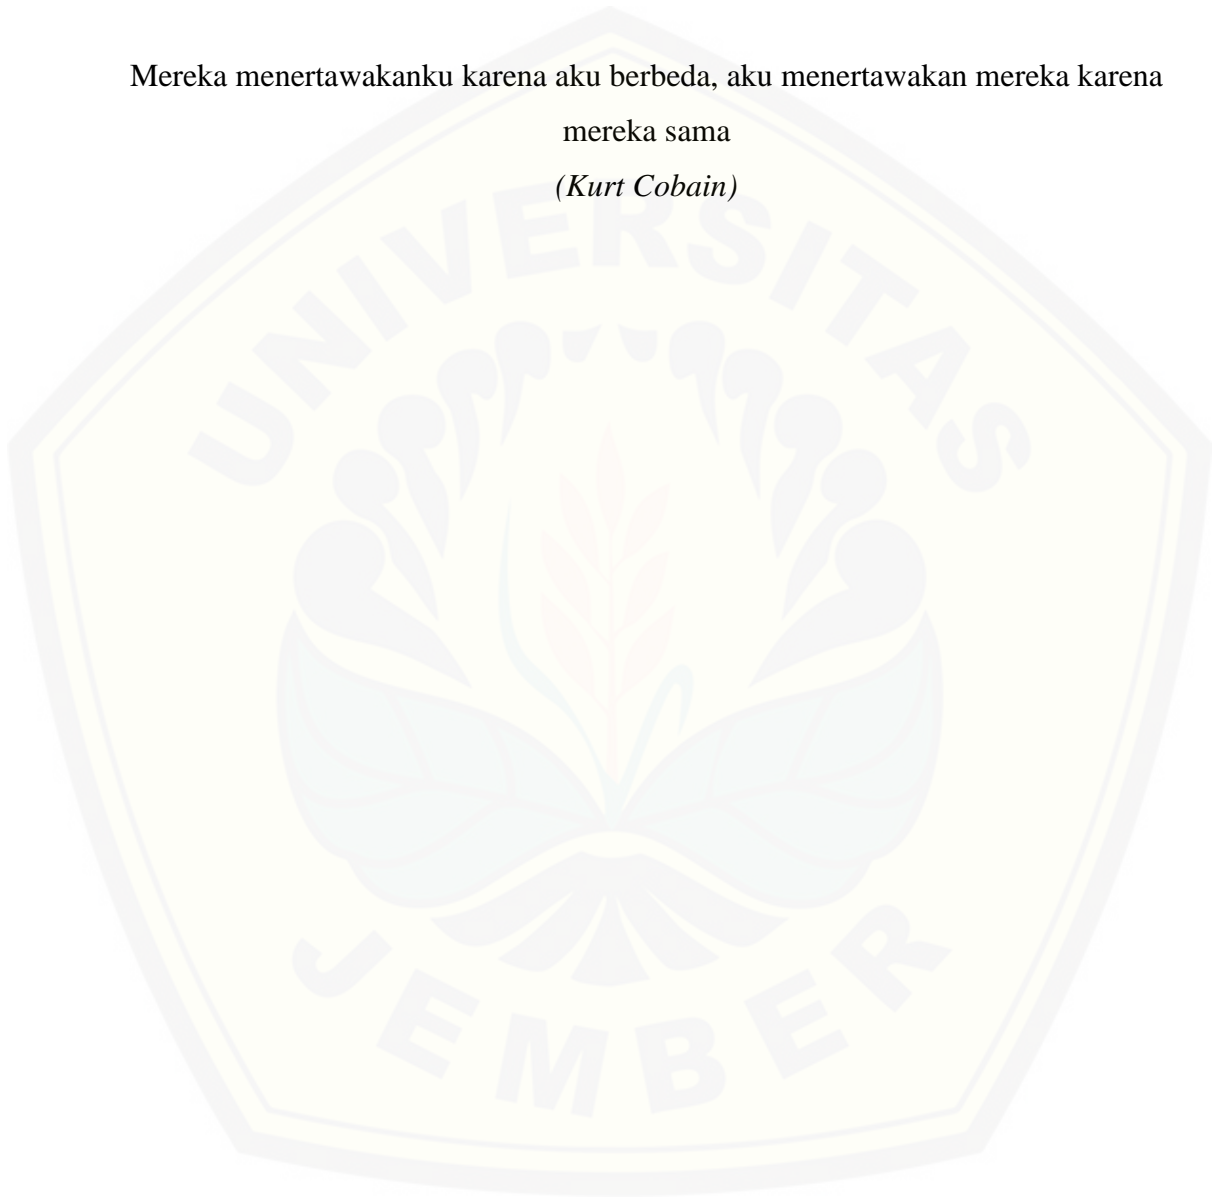 Mereka menertawakanku karena aku berbeda, aku menertawakan mereka karena
mereka sama
(Kurt Cobain)
UNIVERSITAS
JEMBER